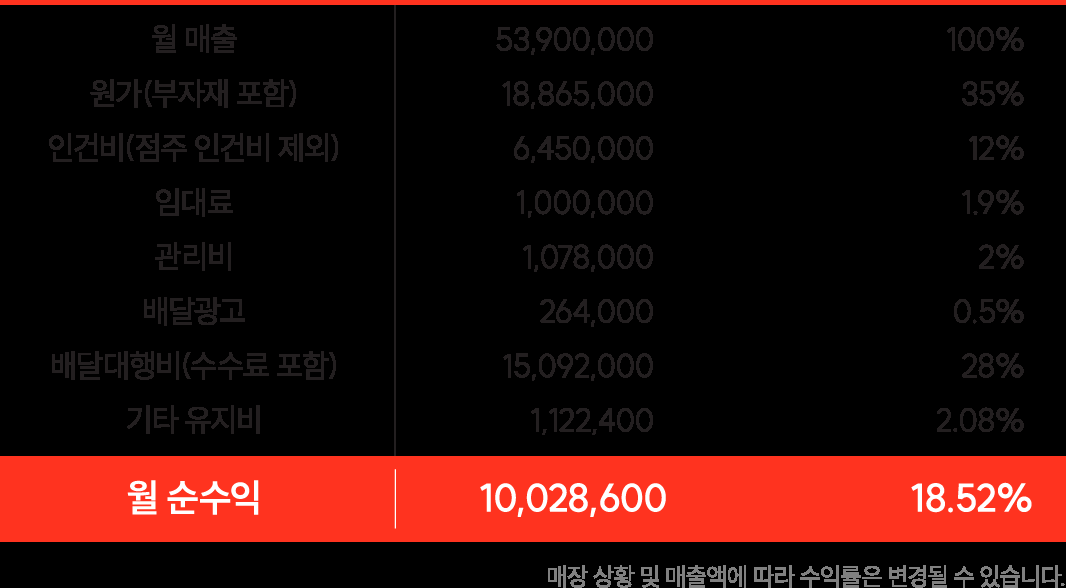 월 매출 53,900,000 100%
원가(부자재 포함) 18,865,000 35%
인건비(점주 인건비 제외) 6,450,000 12%
임대료 1,000,000 1.9%
관리비 1,078,000 2%
배달광고 264,000 0.5%
배달대행비(수수료 포함) 15,092,000 28%
기타 유지비 1,122,400 2.08%
월 순수익 10,028,600 18.52%
매장 상황 및 매출액에 따라 수익률은 변경될 수 있습니다.